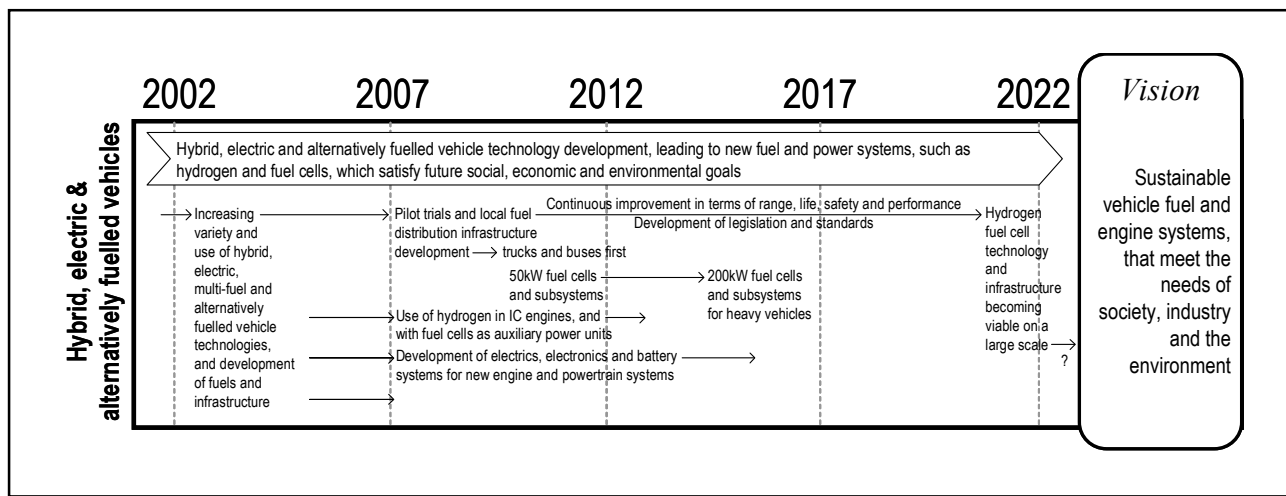 2002
2007
2012
2017
2022
Vision
Hybrid, electric &
alternatively fuelled vehicles
Hybrid, electric and alternatively fuelled vehicle technology development, leading to new fuel and power systems, such as
hydrogen and fuel cells, which satisfy future social, economic and environmental goals
Increasing
variety and
use of hybrid,
electric,
multi-fuel and
alternatively
fuelled vehicle
technologies,
and development
of fuels and
infrastructure
Pilot trials and local fuel
distribution infrastructure
development
trucks and buses first
Continuous improvement in terms of range, life, safety and performance
Development of legislation and standards
50kW fuel cells
and subsystems
200kW fuel cells
and subsystems
for heavy vehicles
Use of hydrogen in IC engines, and
with fuel cells as auxiliary power units
Development of electrics, electronics and battery
systems for new engine and powertrain systems
Hydrogen
fuel cell
technology
and
infrastructure
becoming
viable on a
large scale
?
Sustainable
vehicle fuel and
engine systems,
that meet the
needs of
society, industry
and the
environment